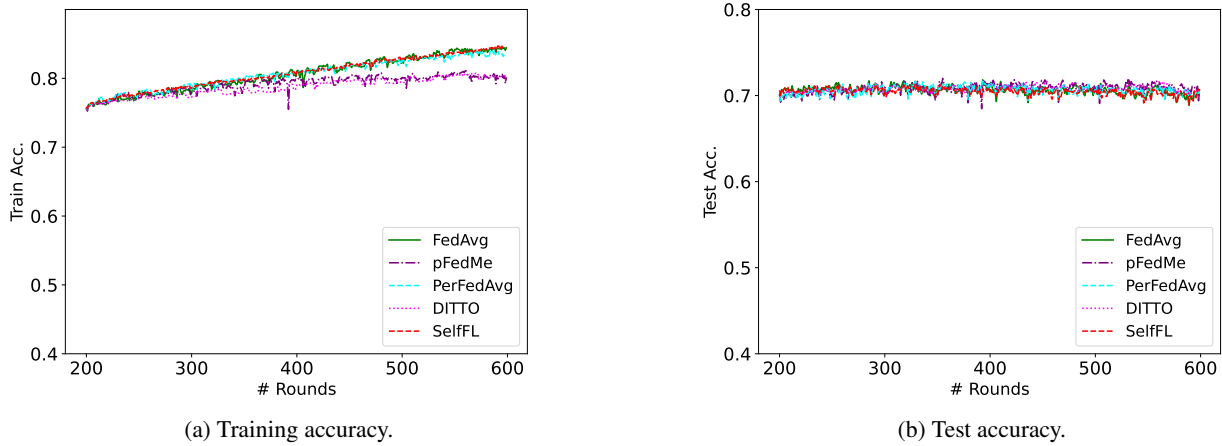 0.8
0.7
0.6
0.5
0.4
Train Acc.
200
300
400
500
600
# Rounds
FedAvg
pFedMe
PerFedAvg
DITTO
SelfFL
(a) Training accuracy.
0.8
0.7
0.6
0.5
0.4
Test Acc.
200
300
400
500
600
# Rounds
FedAvg
pFedMe
PerFedAvg
DITTO
SelfFL
(b) Test accuracy.